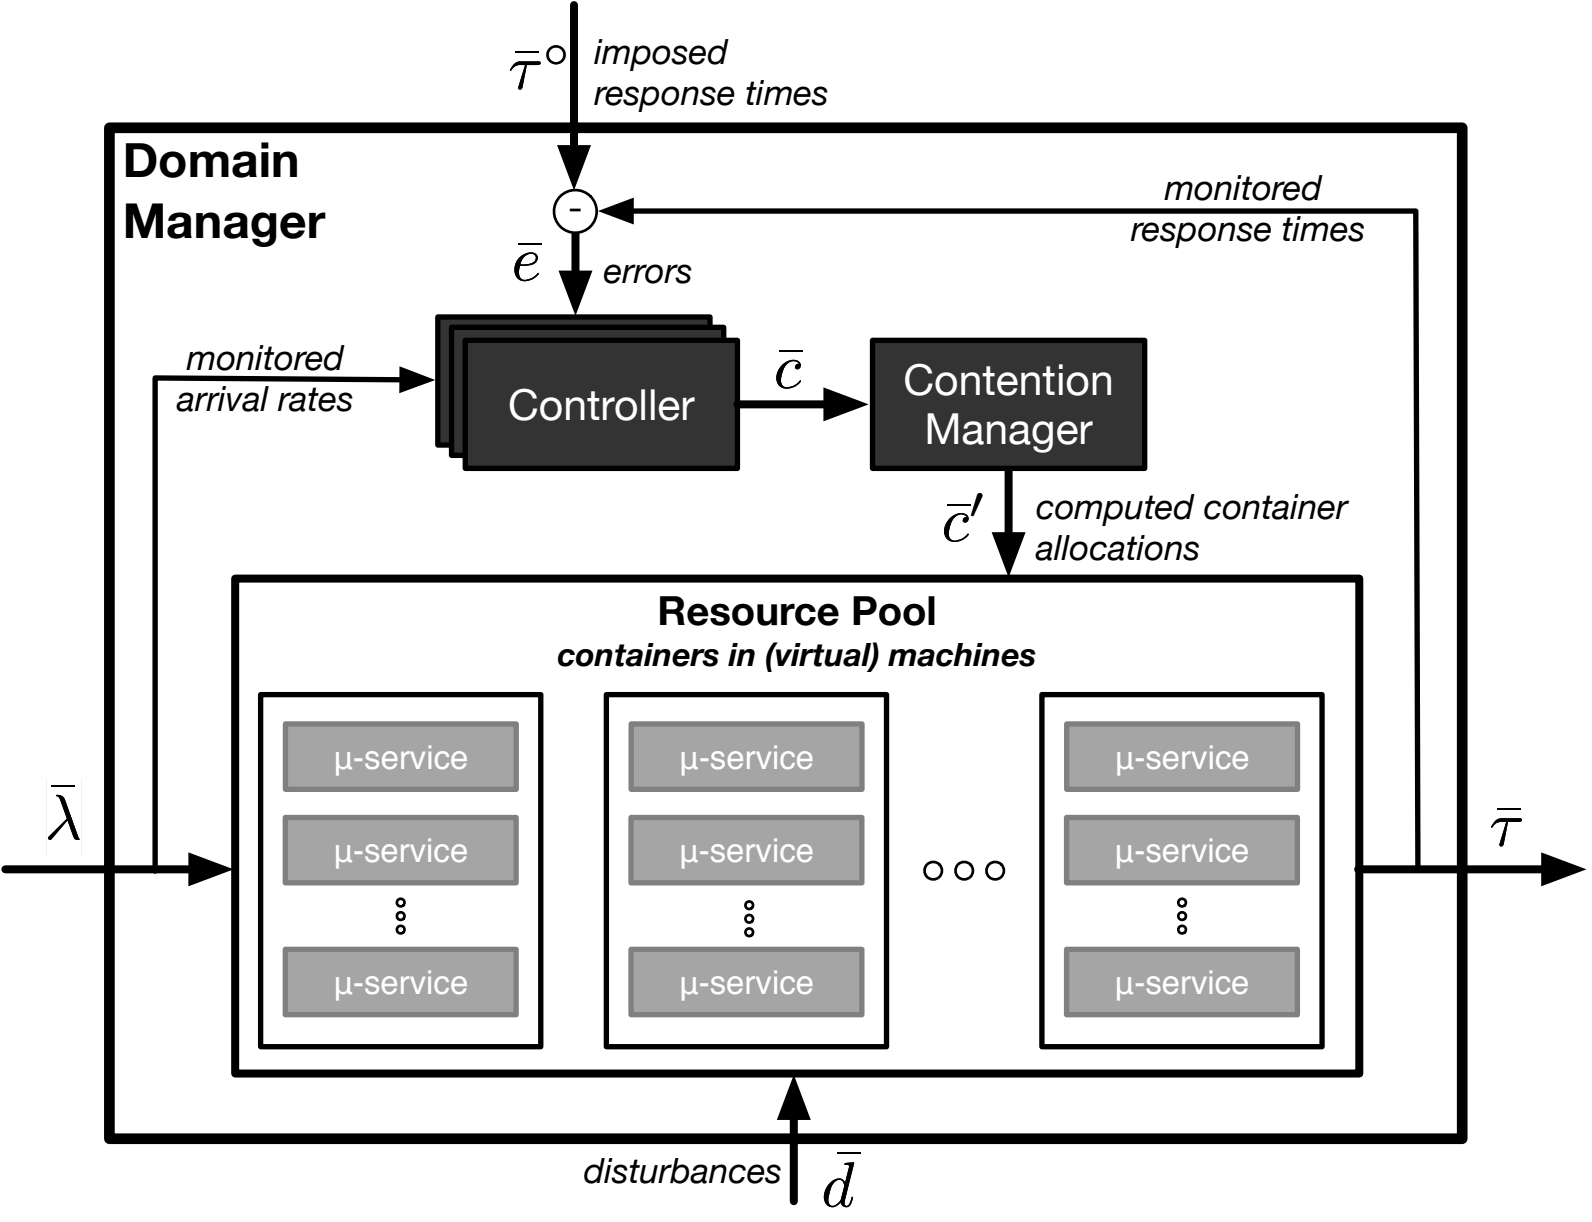 τ̄°
imposed
response times
Domain
Manager
-
monitored
response times
ē
errors
monitored
arrival rates
Controller
c̄
Contention
Manager
c̄′
computed container
allocations
Resource Pool
containers in (virtual) machines
μ-service μ-service μ-service
λ̄
μ-service μ-service μ-service
τ̄
μ-service μ-service μ-service
disturbances
d̄